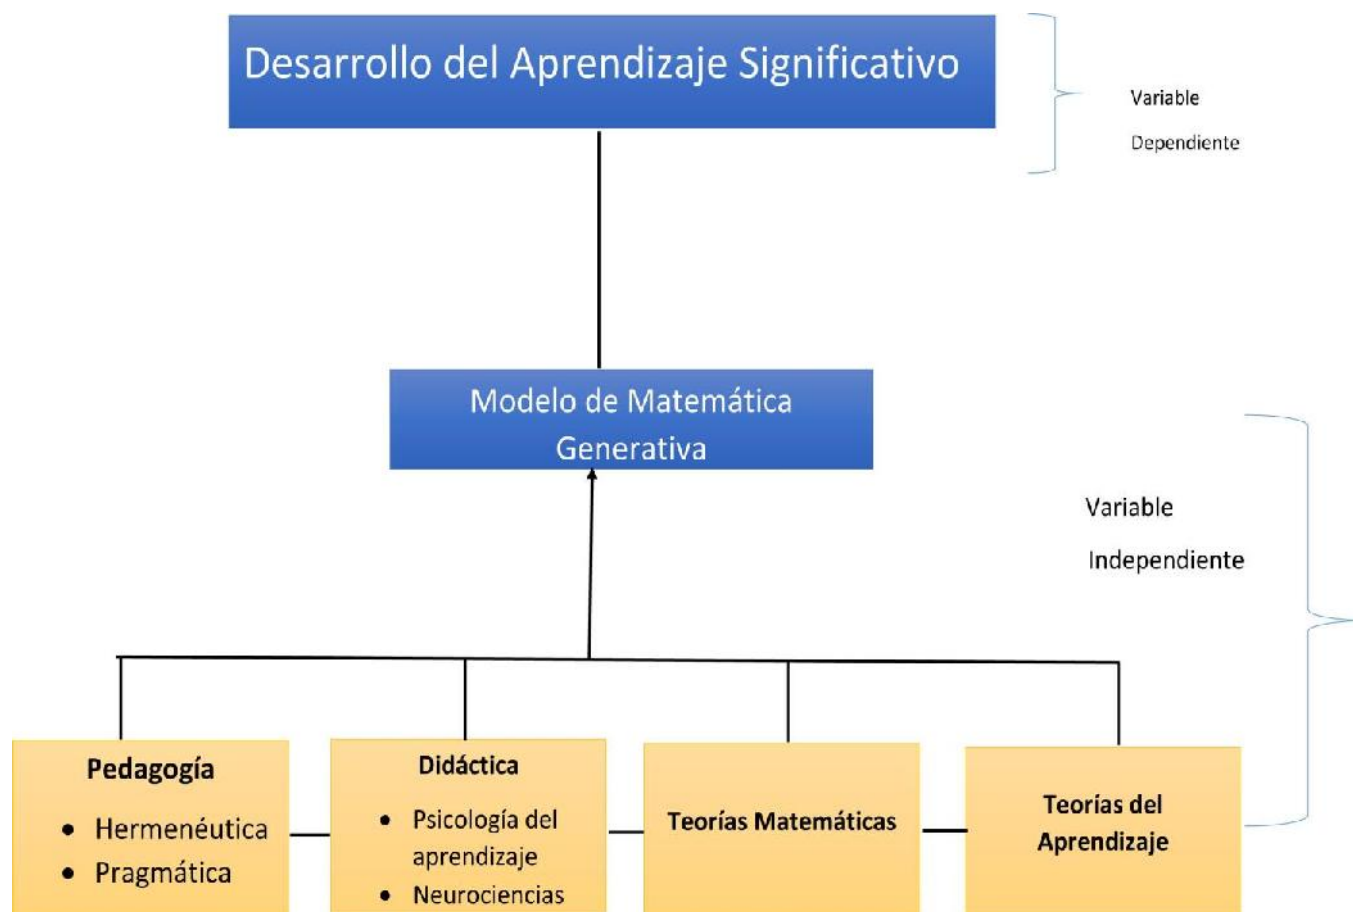 Desarrollo del Aprendizaje Significativo
Variable
Dependiente
Modelo de Matemática
Generativa
Variable
Independiente
Pedagogía
• Hermenéutica
• Pragmática
Didáctica
• Psicología del
aprendizaje
• Neurociencias
Teorías Matemáticas
Teorías del
Aprendizaje